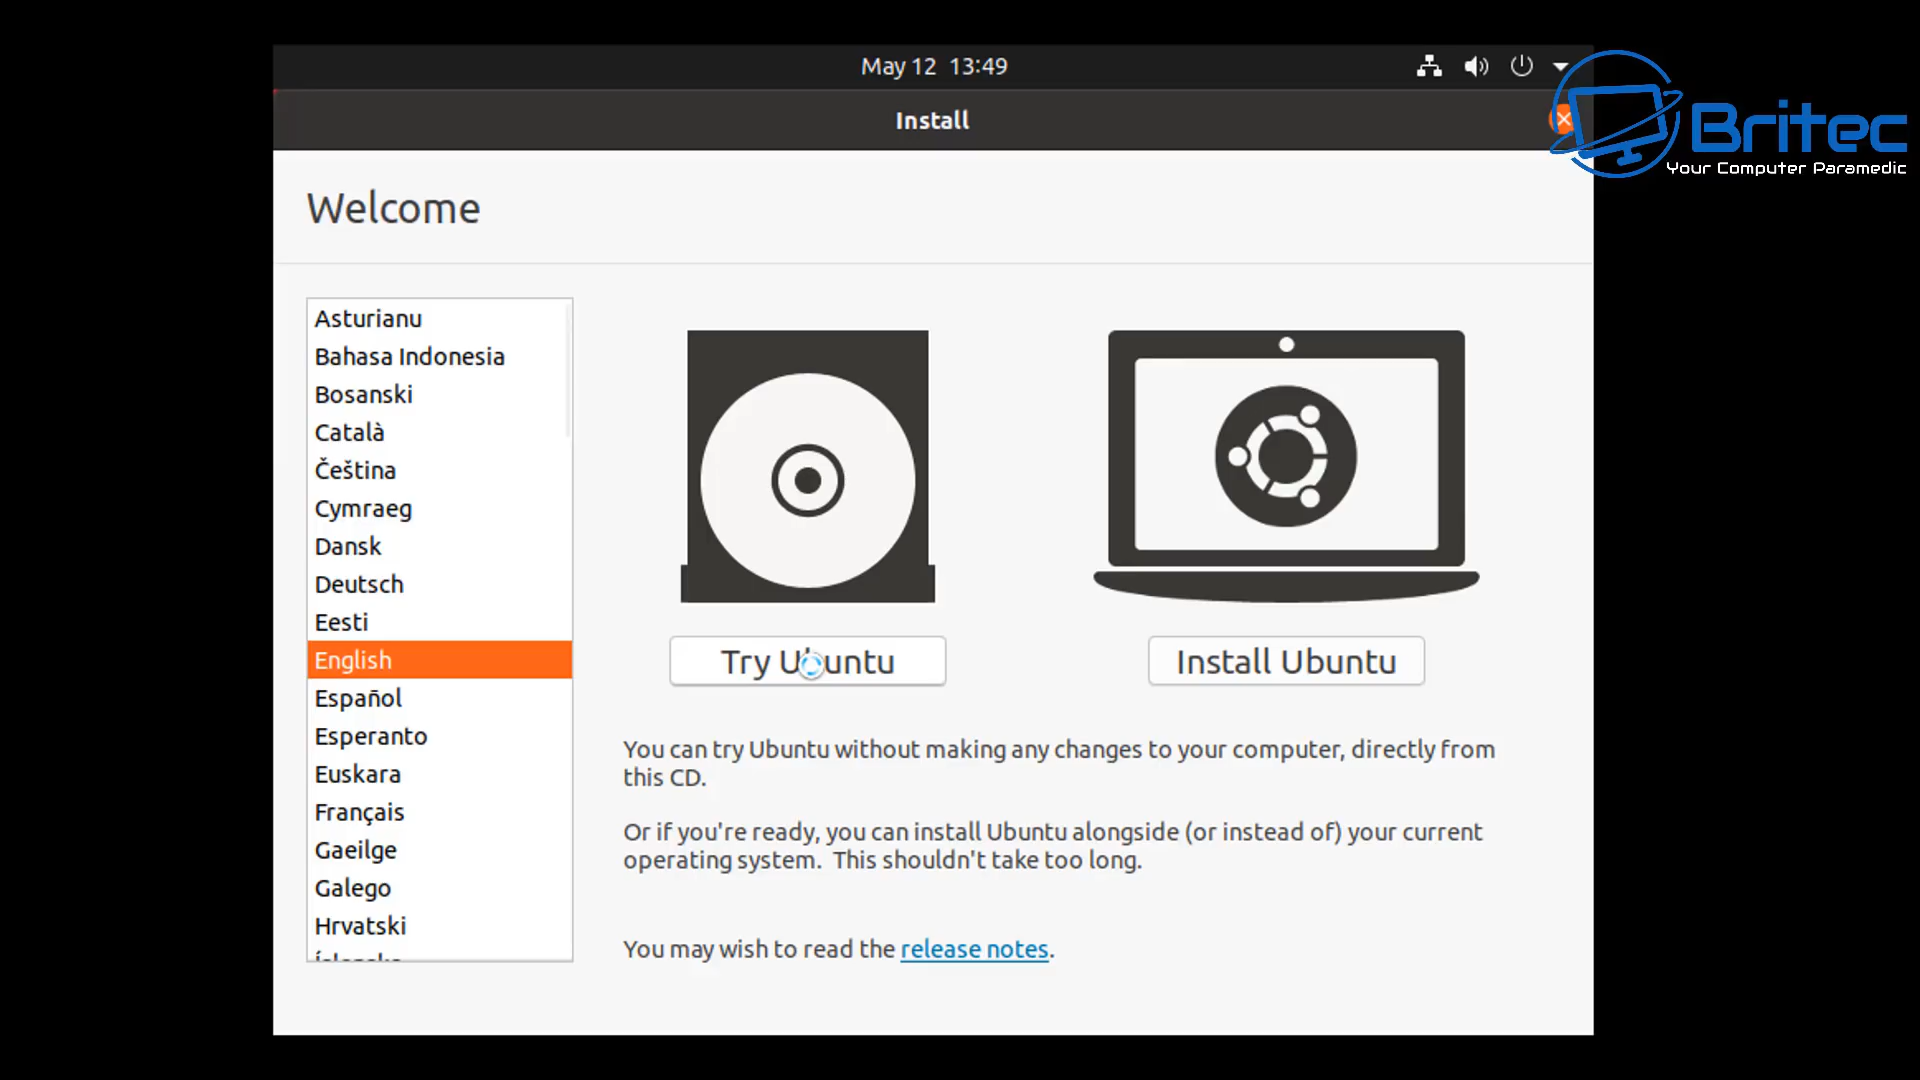 May 12 13:49
Install
Britec
Your Computer Paramedic
Welcome
Asturianu
Bahasa Indonesia
Bosanski
Català
Čeština
Cymraeg
Dansk
Deutsch
Eesti
English
Español
Esperanto
Euskara
Français
Gaeilge
Galego
Hrvatski
Íslenska
Try Ubuntu
Install Ubuntu
You can try Ubuntu without making any changes to your computer, directly from
this CD.
Or if you're ready, you can install Ubuntu alongside (or instead of) your current
operating system. This shouldn't take too long.
You may wish to read the release notes.